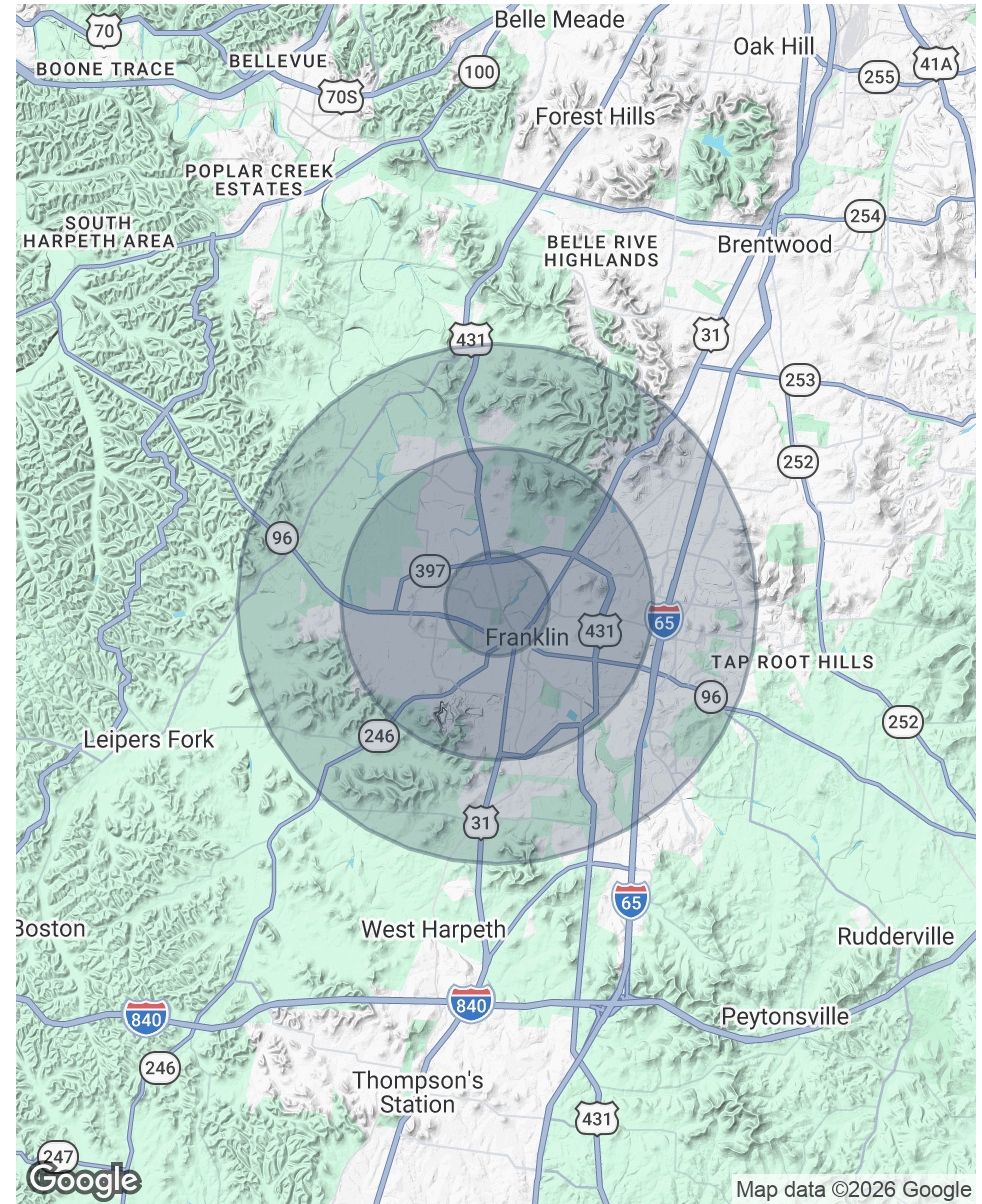 Belle Meade
70
Oak Hill
BELLEVUE
41A
BOONE TRACE
100
255
70S
Forest Hills
POPLAR CREEK
ESTATES
254
SOUTH
HARPETH AREA
BELLE RIVE
HIGHLANDS
Brentwood
431
31
253
252
96
397
65
431
Franklin
TAP ROOT HILLS
96
252
246
Leipers Fork
31
65
Boston
West Harpeth
Rudderville
840
840
Peytonsville
246
Thompson's
Station
431
247
Google
Map data ©2026 Google